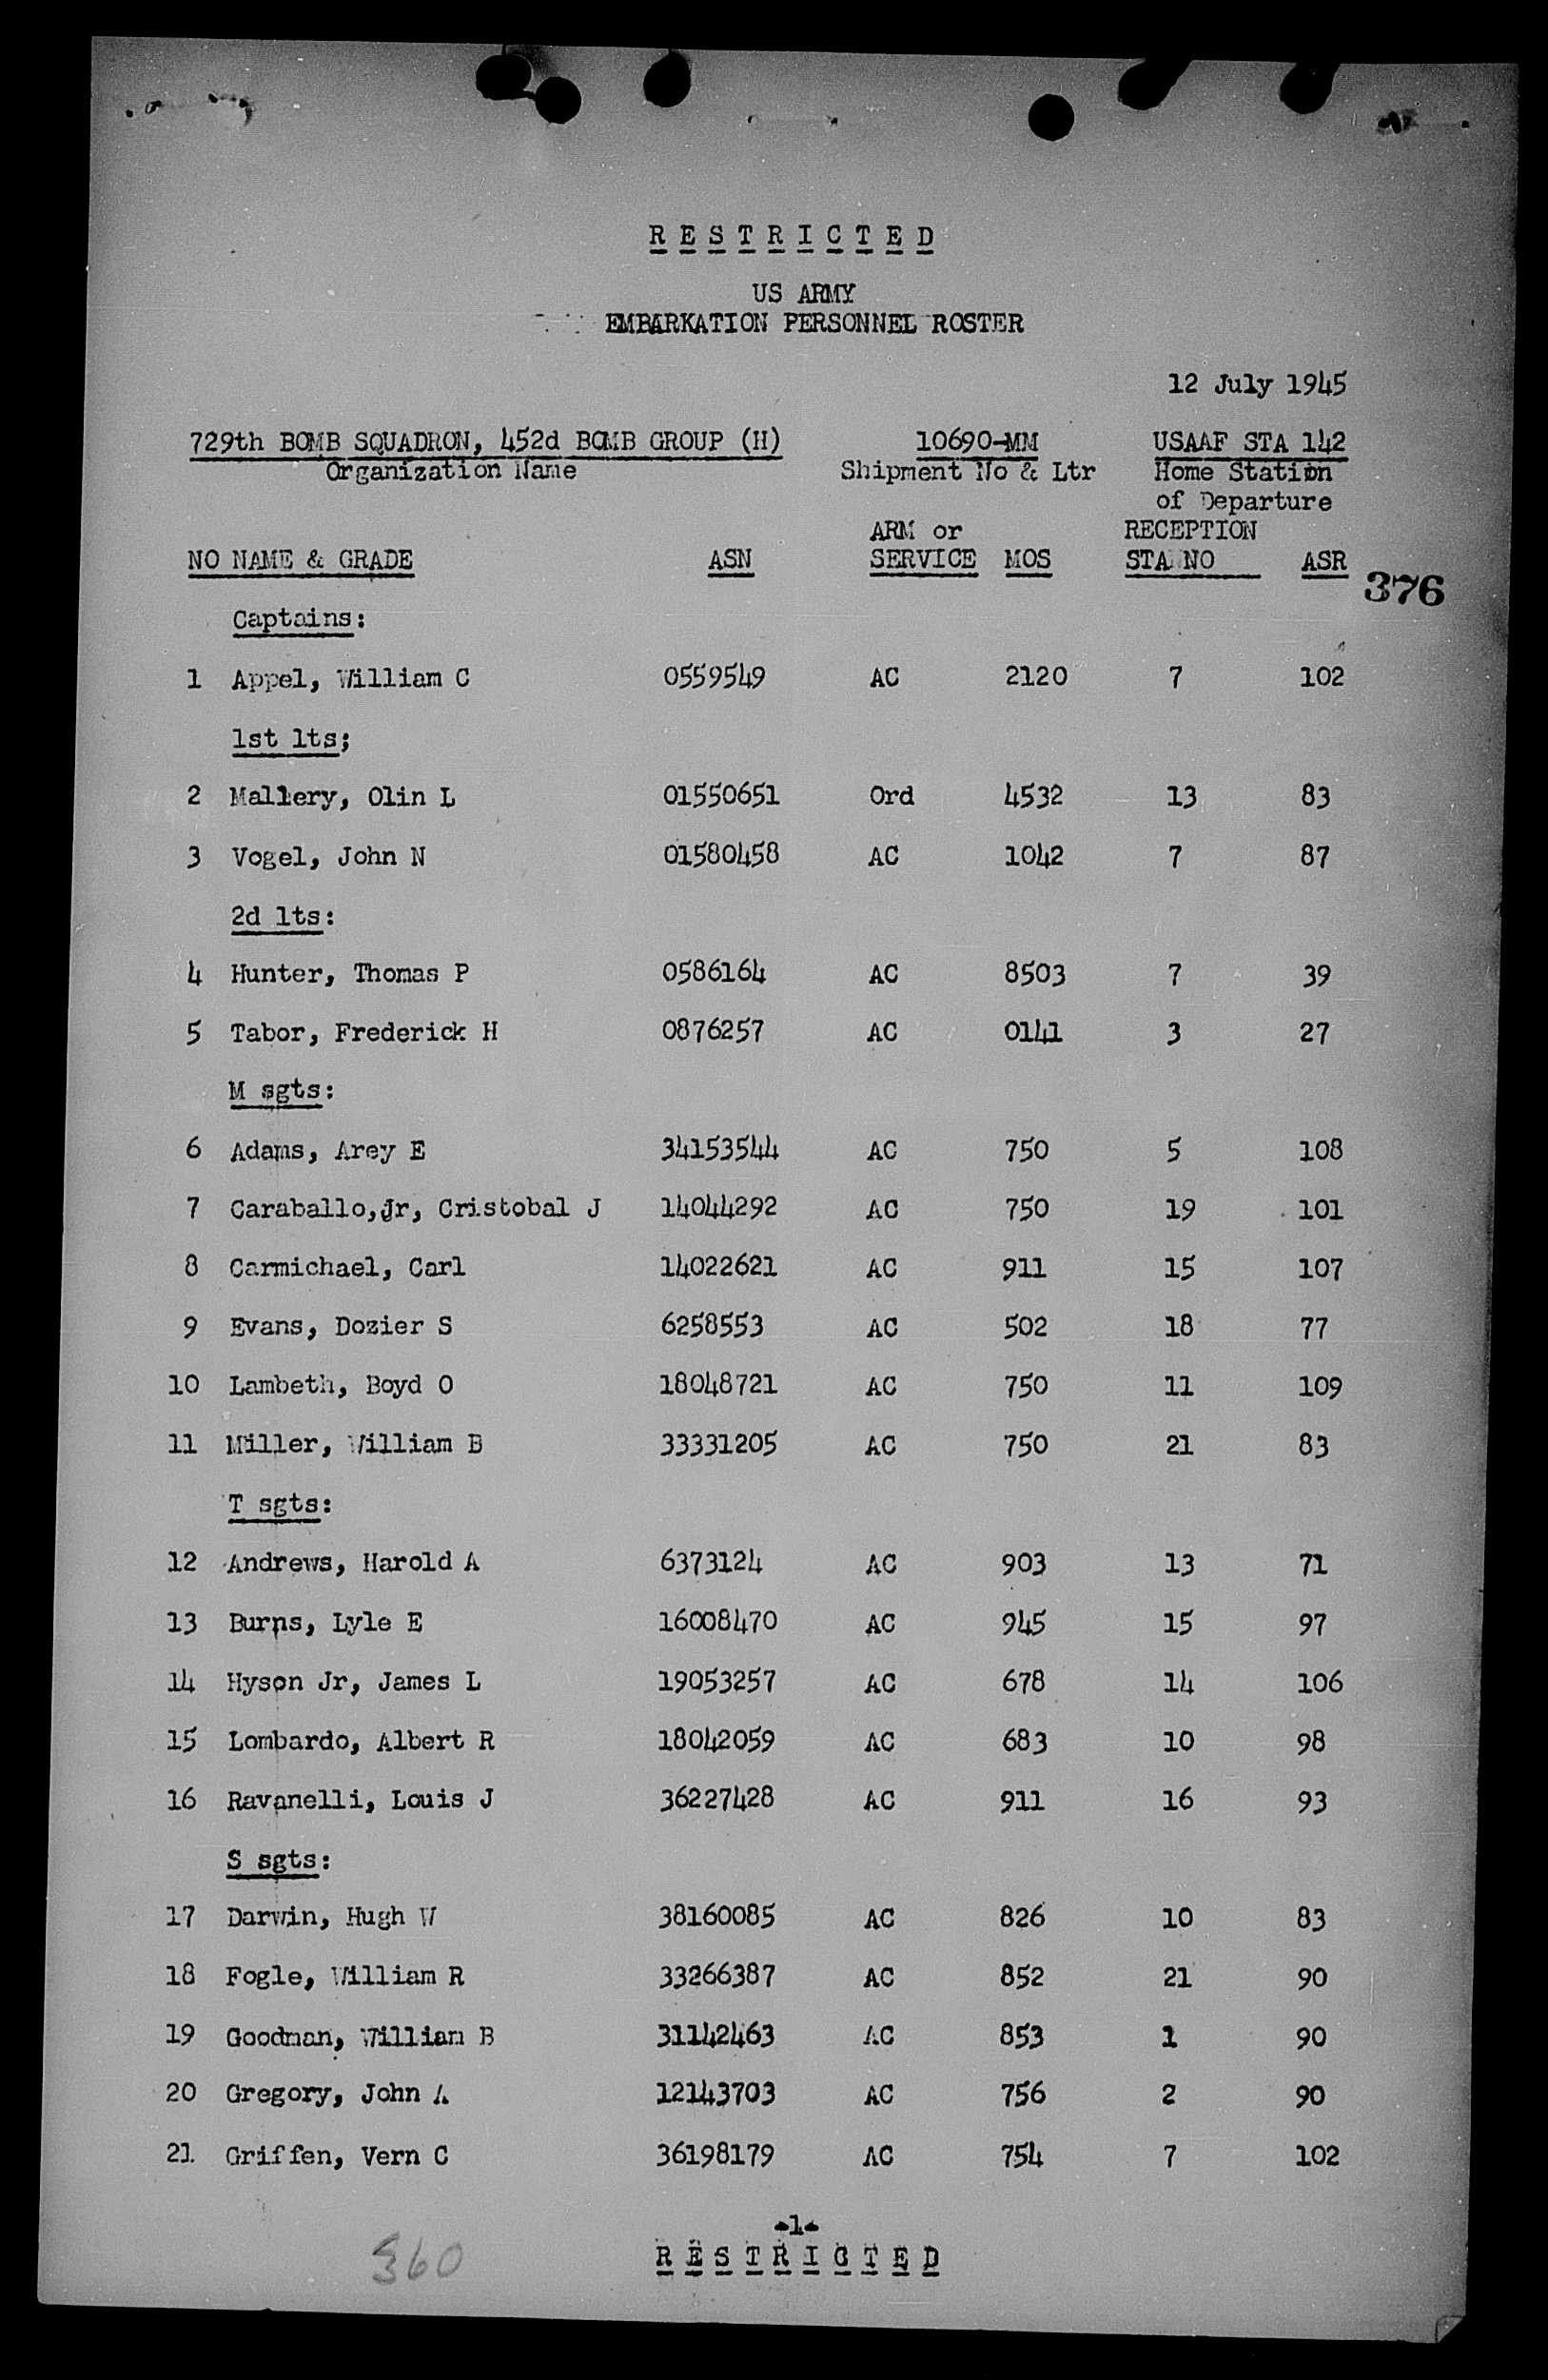 R E S T R I C T E D
US ARMY
EMBARKATION PERSONNEL ROSTER
12 July 1945
729th BOMB SQUADRON, 452d BOMB GROUP (H) 10690-MM USAAF STA 142
Organization Name Shipment No & Ltr Home Station
of Departure
ARM or RECEPTION
NO NAME & GRADE ASN SERVICE MOS STA NO ASR
376
Captains:
1 Appel, William C 0559549 AC 2120 7 102
1st lts;
2 Mallery, Olin L 01550651 Ord 4532 13 83
3 Vogel, John N 01580458 AC 1042 7 87
2d lts:
4 Hunter, Thomas P 0586164 AC 8503 7 39
5 Tabor, Frederick H 0876257 AC 0141 3 27
M sgts:
6 Adams, Arey E 34153544 AC 750 5 108
7 Caraballo,Jr, Cristobal J 14044292 AC 750 19 101
8 Carmichael, Carl 14022621 AC 911 15 107
9 Evans, Dozier S 6258553 AC 502 18 77
10 Lambeth, Boyd O 18048721 AC 750 11 109
11 Miller, William B 33331205 AC 750 21 83
T sgts:
12 Andrews, Harold A 6373124 AC 903 13 71
13 Burns, Lyle E 16008470 AC 945 15 97
14 Hyson Jr, James L 19053257 AC 678 14 106
15 Lombardo, Albert R 18042059 AC 683 10 98
16 Ravanelli, Louis J 36227428 AC 911 16 93
S sgts:
17 Darwin, Hugh W 38160085 AC 826 10 83
18 Fogle, William R 33266387 AC 852 21 90
19 Goodman, William B 31142463 AC 853 1 90
20 Gregory, John A 12143703 AC 756 2 90
21 Griffen, Vern C 36198179 AC 754 7 102
-1-
R E S T R I C T E D
360